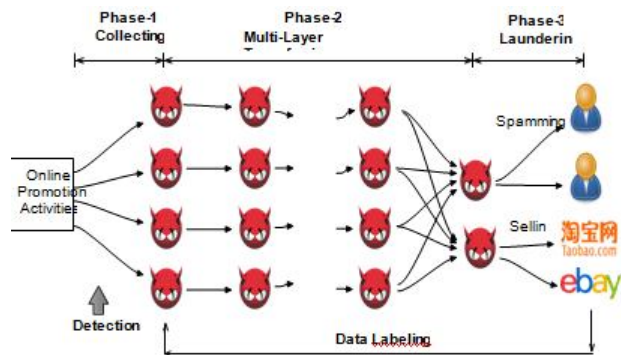 Phase-1
Collecting
Phase-2
Multi-Layer
Phase-3
Launderin
Online
Promotion
Activities
Spamming
Sellin
淘宝网
Taobao.com
ebay
Detection
Data Labeling